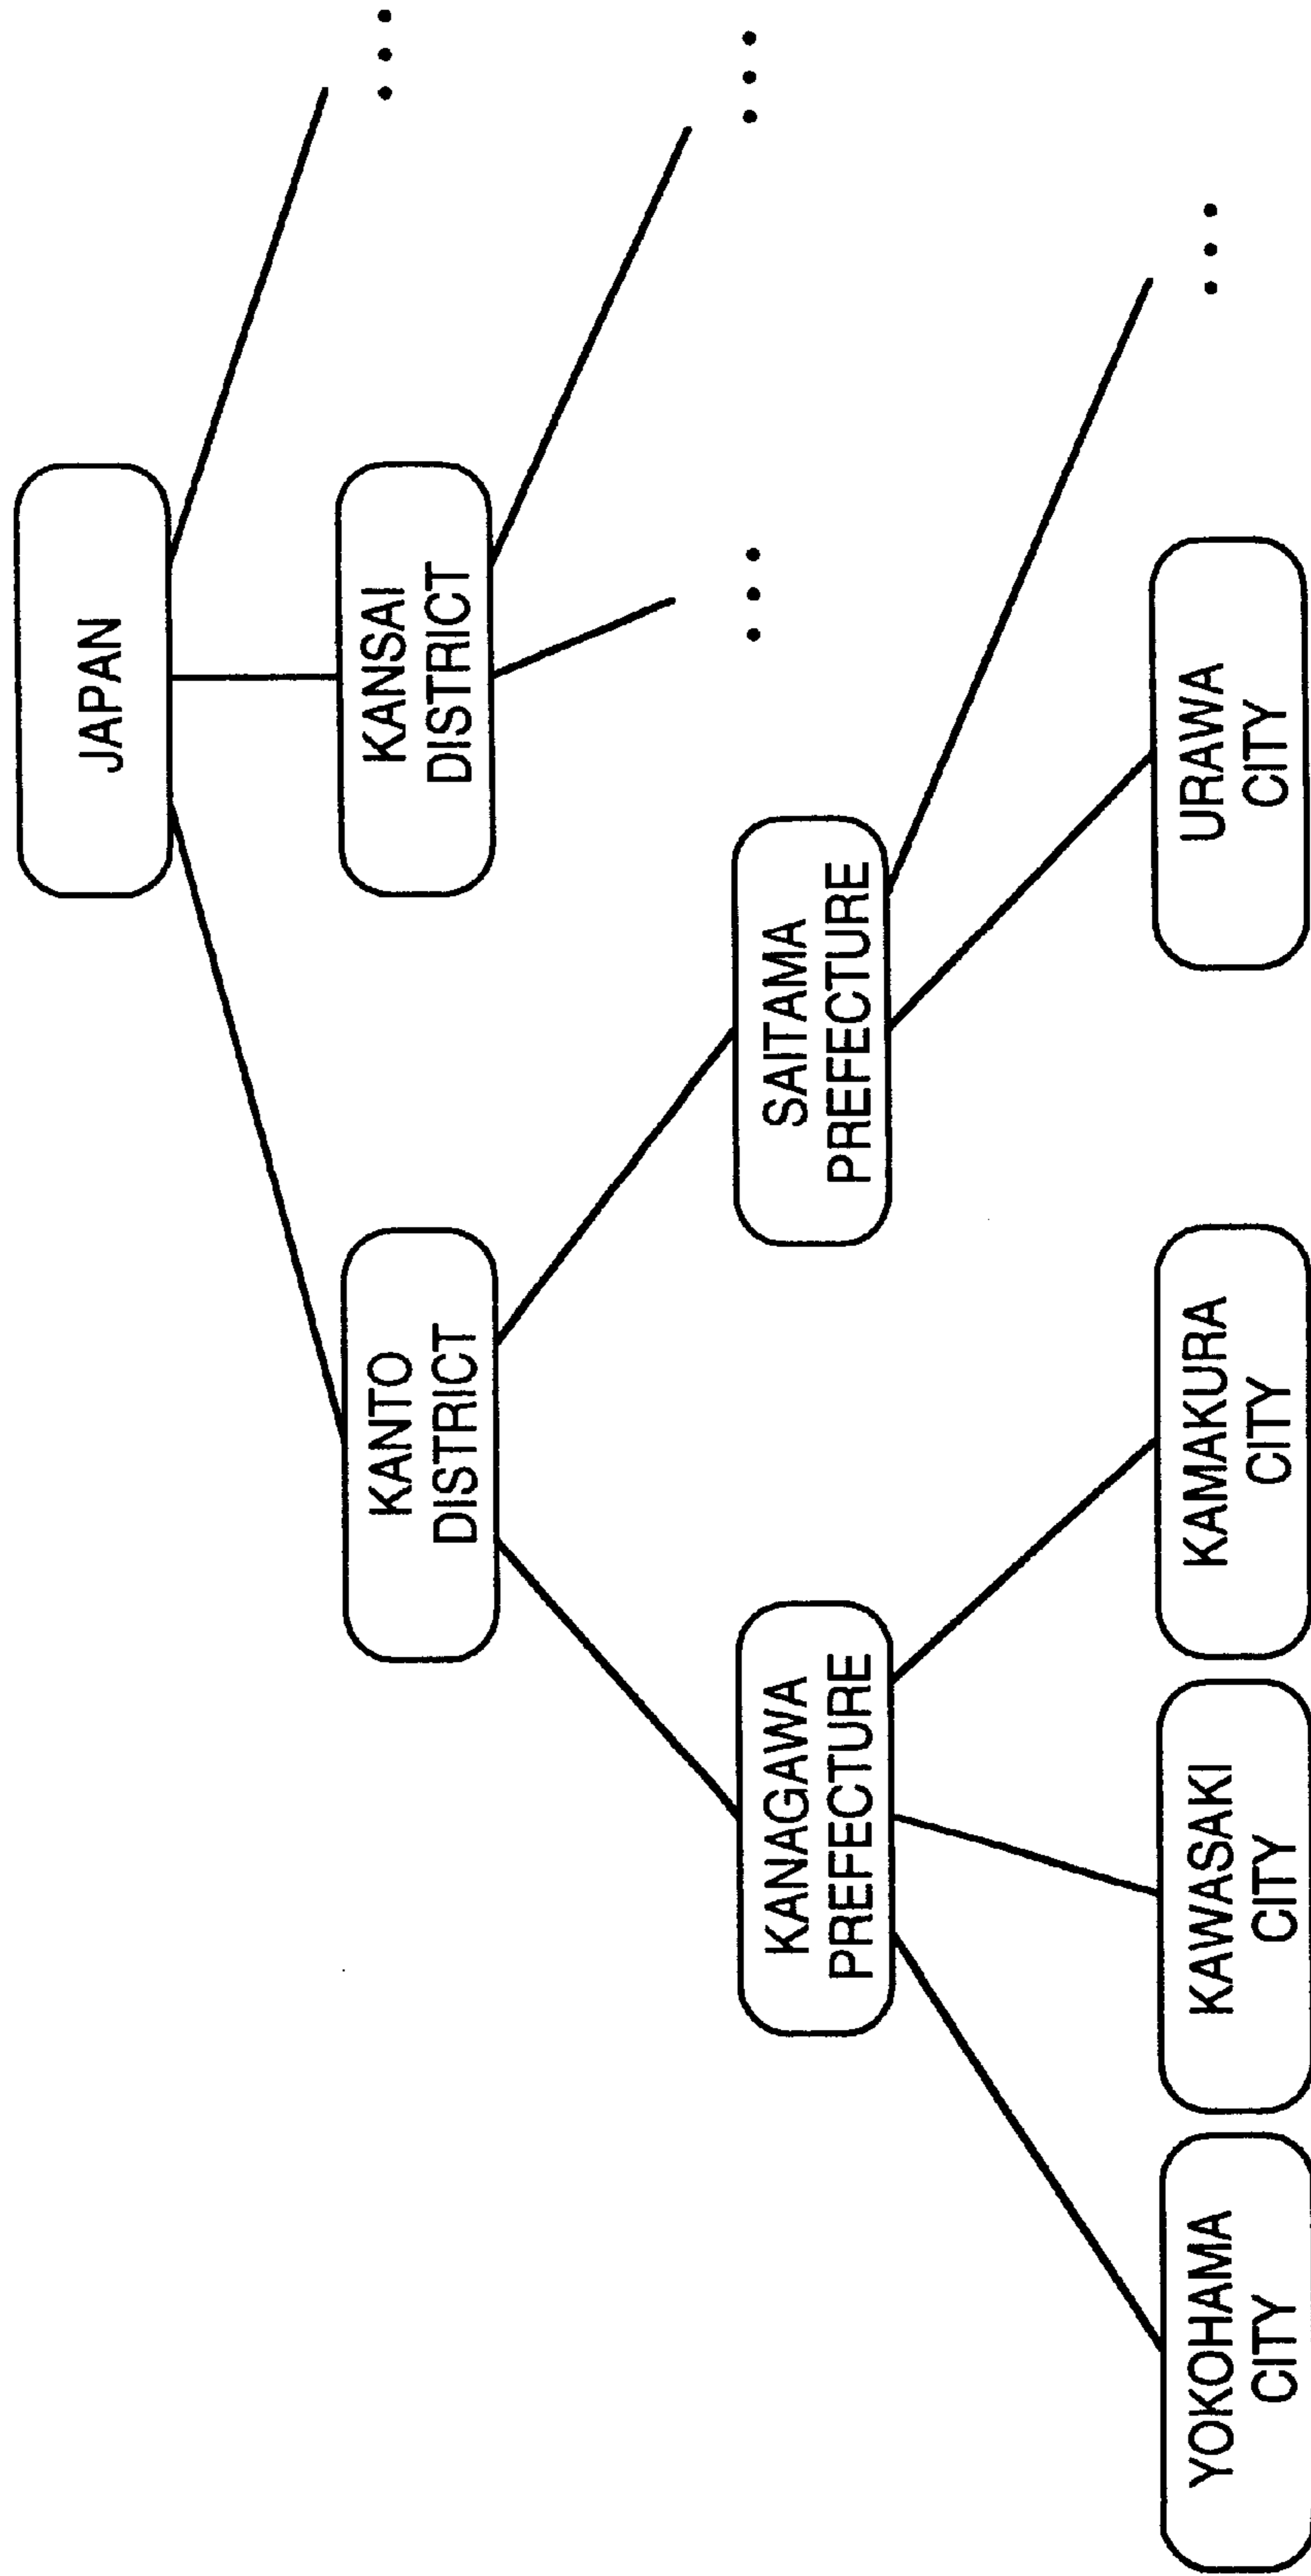 JAPAN
KANTO
DISTRICT
KANSAI
DISTRICT
...
KANAGAWA
PREFECTURE
SAITAMA
PREFECTURE
...
...
YOKOHAMA
CITY
KAWASAKI
CITY
KAMAKURA
CITY
URAWA
CITY
...